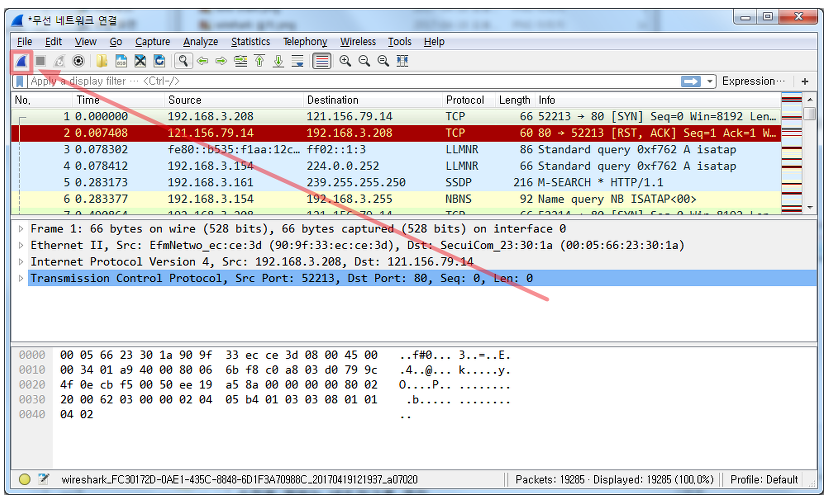 *무선 네트워크 연결
File Edit View Go Capture Analyze Statistics Telephony Wireless Tools Help
Apply a display filter ... <Ctrl-/> Expression... +
No. Time Source Destination Protocol Length Info
1 0.000000 192.168.3.208 121.156.79.14 TCP 66 52213 → 80 [SYN] Seq=0 Win=8192 Len…
2 0.007408 121.156.79.14 192.168.3.208 TCP 60 80 → 52213 [RST, ACK] Seq=1 Ack=1 W…
3 0.078302 fe80::b535:f1aa:12c… ff02::1:3 LLMNR 86 Standard query 0xf762 A isatap
4 0.078412 192.168.3.154 224.0.0.252 LLMNR 66 Standard query 0xf762 A isatap
5 0.283173 192.168.3.161 239.255.255.250 SSDP 216 M-SEARCH * HTTP/1.1
6 0.283377 192.168.3.154 192.168.3.255 NBNS 92 Name query NB ISATAP<00>
Frame 1: 66 bytes on wire (528 bits), 66 bytes captured (528 bits) on interface 0
Ethernet II, Src: EfmNetwo_ec:ce:3d (90:9f:33:ec:ce:3d), Dst: SecuiCom_23:30:1a (00:05:66:23:30:1a)
Internet Protocol Version 4, Src: 192.168.3.208, Dst: 121.156.79.14
Transmission Control Protocol, Src Port: 52213, Dst Port: 80, Seq: 0, Len: 0
0000 00 05 66 23 30 1a 90 9f 33 ec ce 3d 08 00 45 00 ..f#0... 3..=..E.
0010 00 34 01 a9 40 00 80 06 6b f8 c0 a8 03 d0 79 9c .4..@... k.....y.
0020 4f 0e cb f5 00 50 ee 19 a5 8a 00 00 00 00 80 02 O....P.. ........
0030 20 00 62 03 00 00 02 04 05 b4 01 03 03 08 01 01 .b..... ........
0040 04 02 ..
wireshark_FC30172D-0AE1-435C-8848-6D1F3A70988C_20170419121937_a07020 Packets: 19285 · Displayed: 19285 (100.0%) Profile: Default